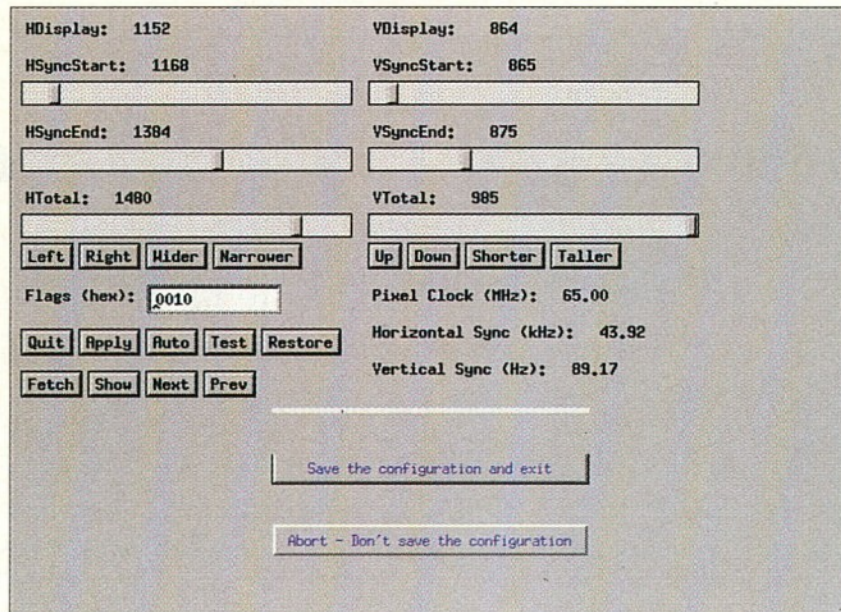 HDisplay: 1152
VDisplay: 864
HSyncStart: 1168
VSyncStart: 865
HSyncEnd: 1384
VSyncEnd: 875
HTotal: 1480
VTotal: 985
Left Right Wider Narrower
Up Down Shorter Taller
Flags (hex): 0010
Pixel Clock (MHz): 65.00
Quit Apply Auto Test Restore
Horizontal Sync (kHz): 43.92
Fetch Show Next Prev
Vertical Sync (Hz): 89.17
Save the configuration and exit
Abort - Don't save the configuration